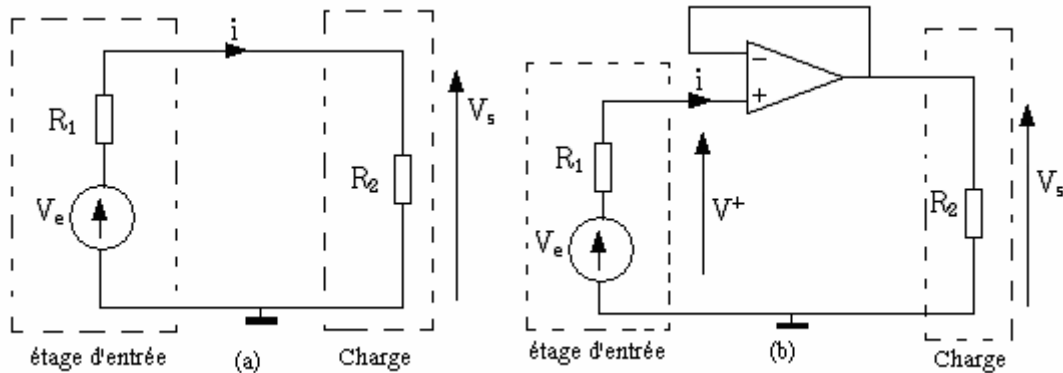 i
R₁
Vₑ
R₂
Vₛ
étage d'entrée
(a)
Charge
−
+
i
R₁
Vₑ
V⁺
R₂
Vₛ
étage d'entrée
(b)
Charge